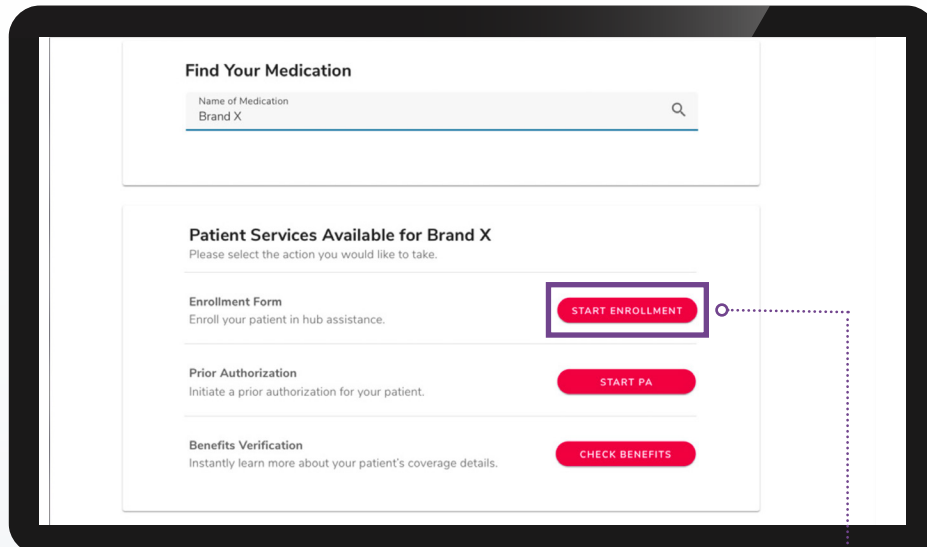 Find Your Medication
Name of Medication
Brand X
Patient Services Available for Brand X
Please select the action you would like to take.
Enrollment Form
Enroll your patient in hub assistance.
START ENROLLMENT
Prior Authorization
Initiate a prior authorization for your patient.
START PA
Benefits Verification
Instantly learn more about your patient's coverage details.
CHECK BENEFITS